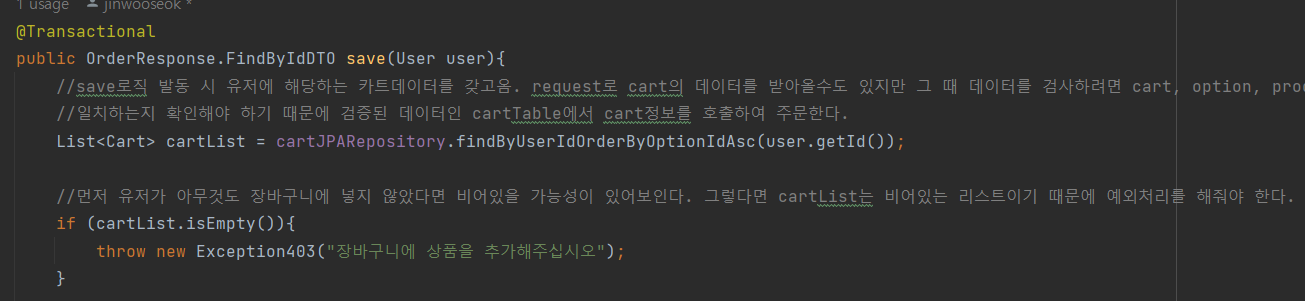 1 usage jinwooseok *
@Transactional
public OrderResponse.FindByIdDTO save(User user){
//save로직 발동 시 유저에 해당하는 카트데이터를 갖고옴. request로 cart의 데이터를 받아올수도 있지만 그 때 데이터를 검사하려면 cart, option, pro
//일치하는지 확인해야 하기 때문에 검증된 데이터인 cartTable에서 cart정보를 호출하여 주문한다.
List<Cart> cartList = cartJPARepository.findByUserIdOrderByOptionIdAsc(user.getId());
//먼저 유저가 아무것도 장바구니에 넣지 않았다면 비어있을 가능성이 있어보인다. 그렇다면 cartList는 비어있는 리스트이기 때문에 예외처리를 해줘야 한다.
if (cartList.isEmpty()){
throw new Exception403("장바구니에 상품을 추가해주십시오");
}